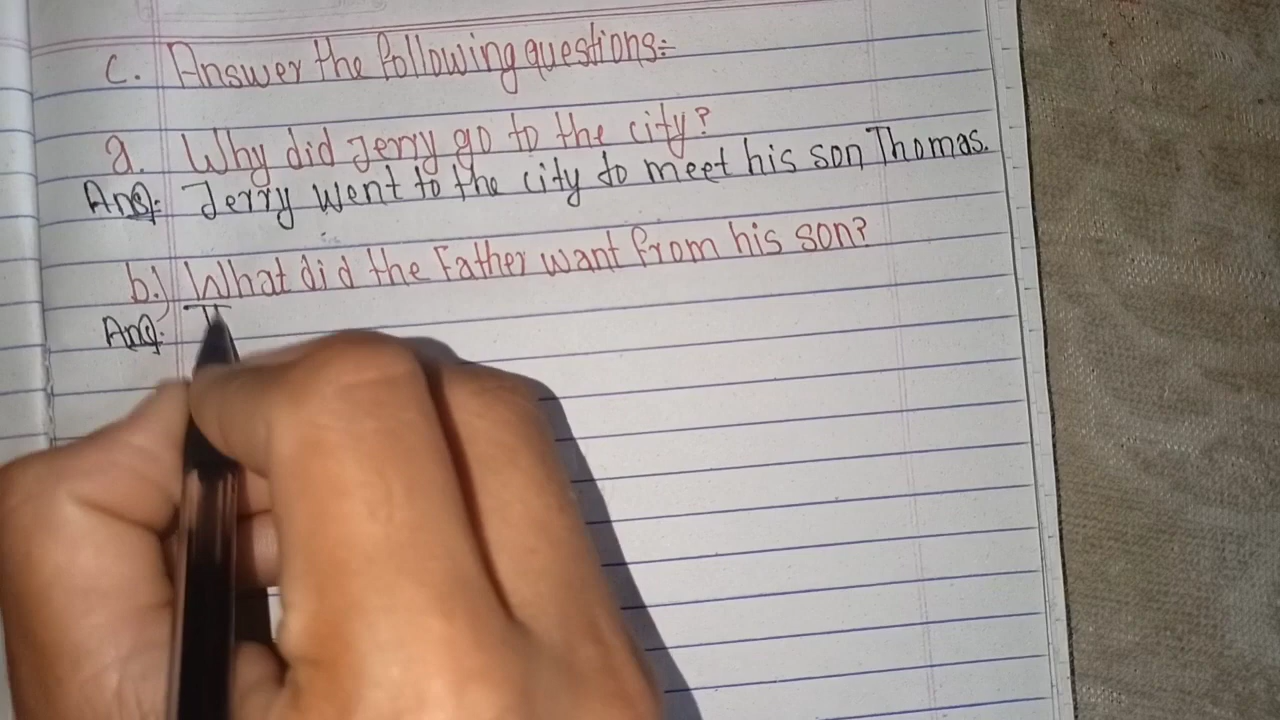 C. Answer the following questions:-
a. Why did Jerry go to the city?
Ans: Jerry went to the city to meet his son Thomas.
b.) What did the Father want from his son?
Ans: T